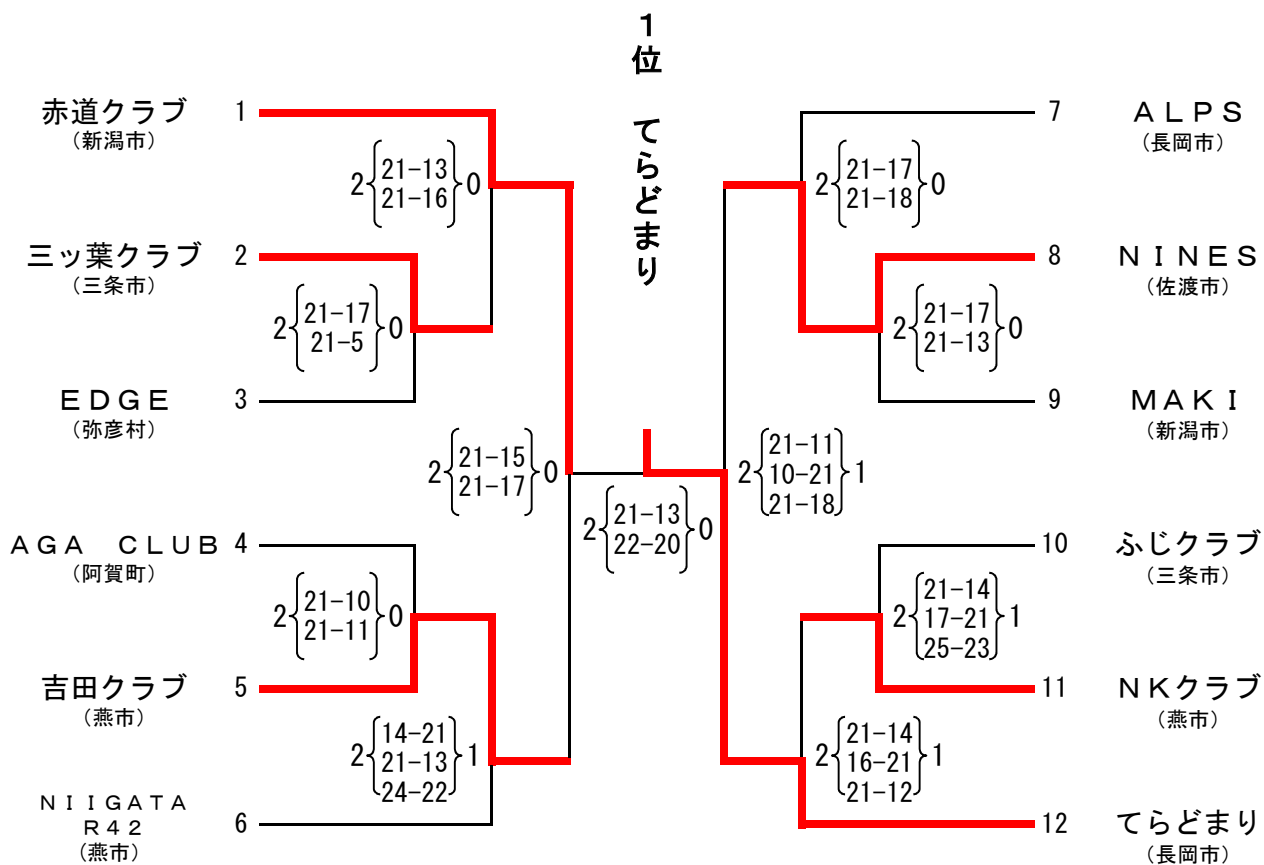 1位 てらどまり
赤道クラブ 1
(新潟市)
2 21-13 0
21-16
三ッ葉クラブ 2
(三条市)
2 21-17 0
21-5
EDGE 3
(弥彦村)
2 21-15 0
21-17
AGA CLUB 4
(阿賀町)
2 21-10 0
21-11
吉田クラブ 5
(燕市)
14-21
2 21-13 1
24-22
NIIGATA
R42 6
(燕市)
2 21-13 0
22-20
7 ALPS
(長岡市)
2 21-17 0
21-18
8 NINES
(佐渡市)
2 21-17 0
21-13
9 MAKI
(新潟市)
21-11
2 10-21 1
21-18
10 ふじクラブ
(三条市)
21-14
2 17-21 1
25-23
11 NKクラブ
(燕市)
21-14
2 16-21 1
21-12
12 てらどまり
(長岡市)